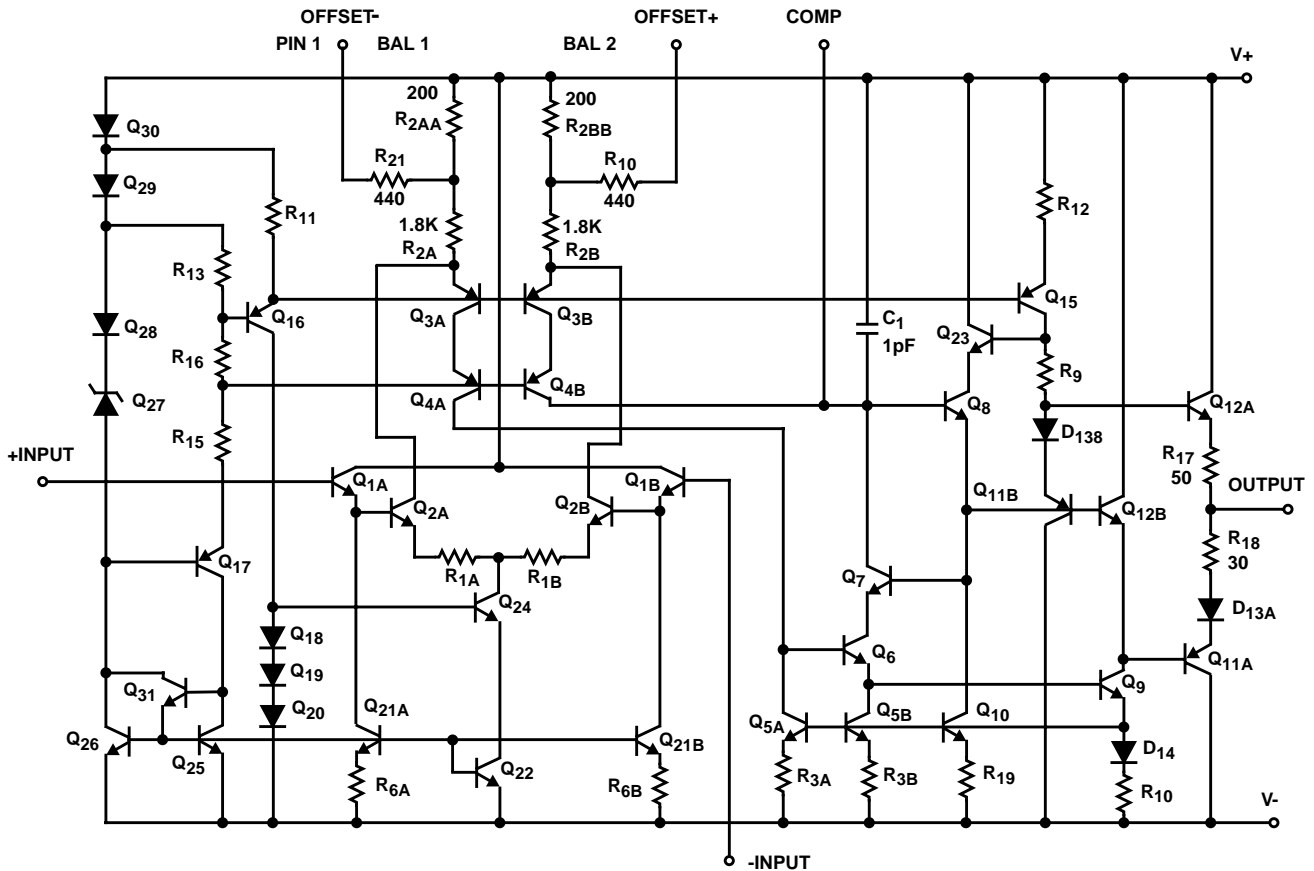 OFFSET- OFFSET+ COMP
PIN 1 BAL 1 BAL 2
V+
200 200
Q30 R2AA R2BB
R21 R10
Q29 440 440
R11 R12
1.8K 1.8K
R13 R2A R2B
Q16 Q3A Q3B Q15
Q28 C1 Q23
R16 1pF R9
Q27 Q4A Q4B Q8 Q12A
R15 D138
+INPUT R17
50
Q1A Q1B OUTPUT
Q2A Q2B Q11B Q12B
R18
30
Q17 R1A R1B Q7
Q24 D13A
Q18
Q6 Q11A
Q19 Q9
Q31
Q20 Q21A Q5A Q5B Q10
Q26 Q21B
Q25 Q22 D14
R6A R6B R3A R3B R19 R10
V-
-INPUT